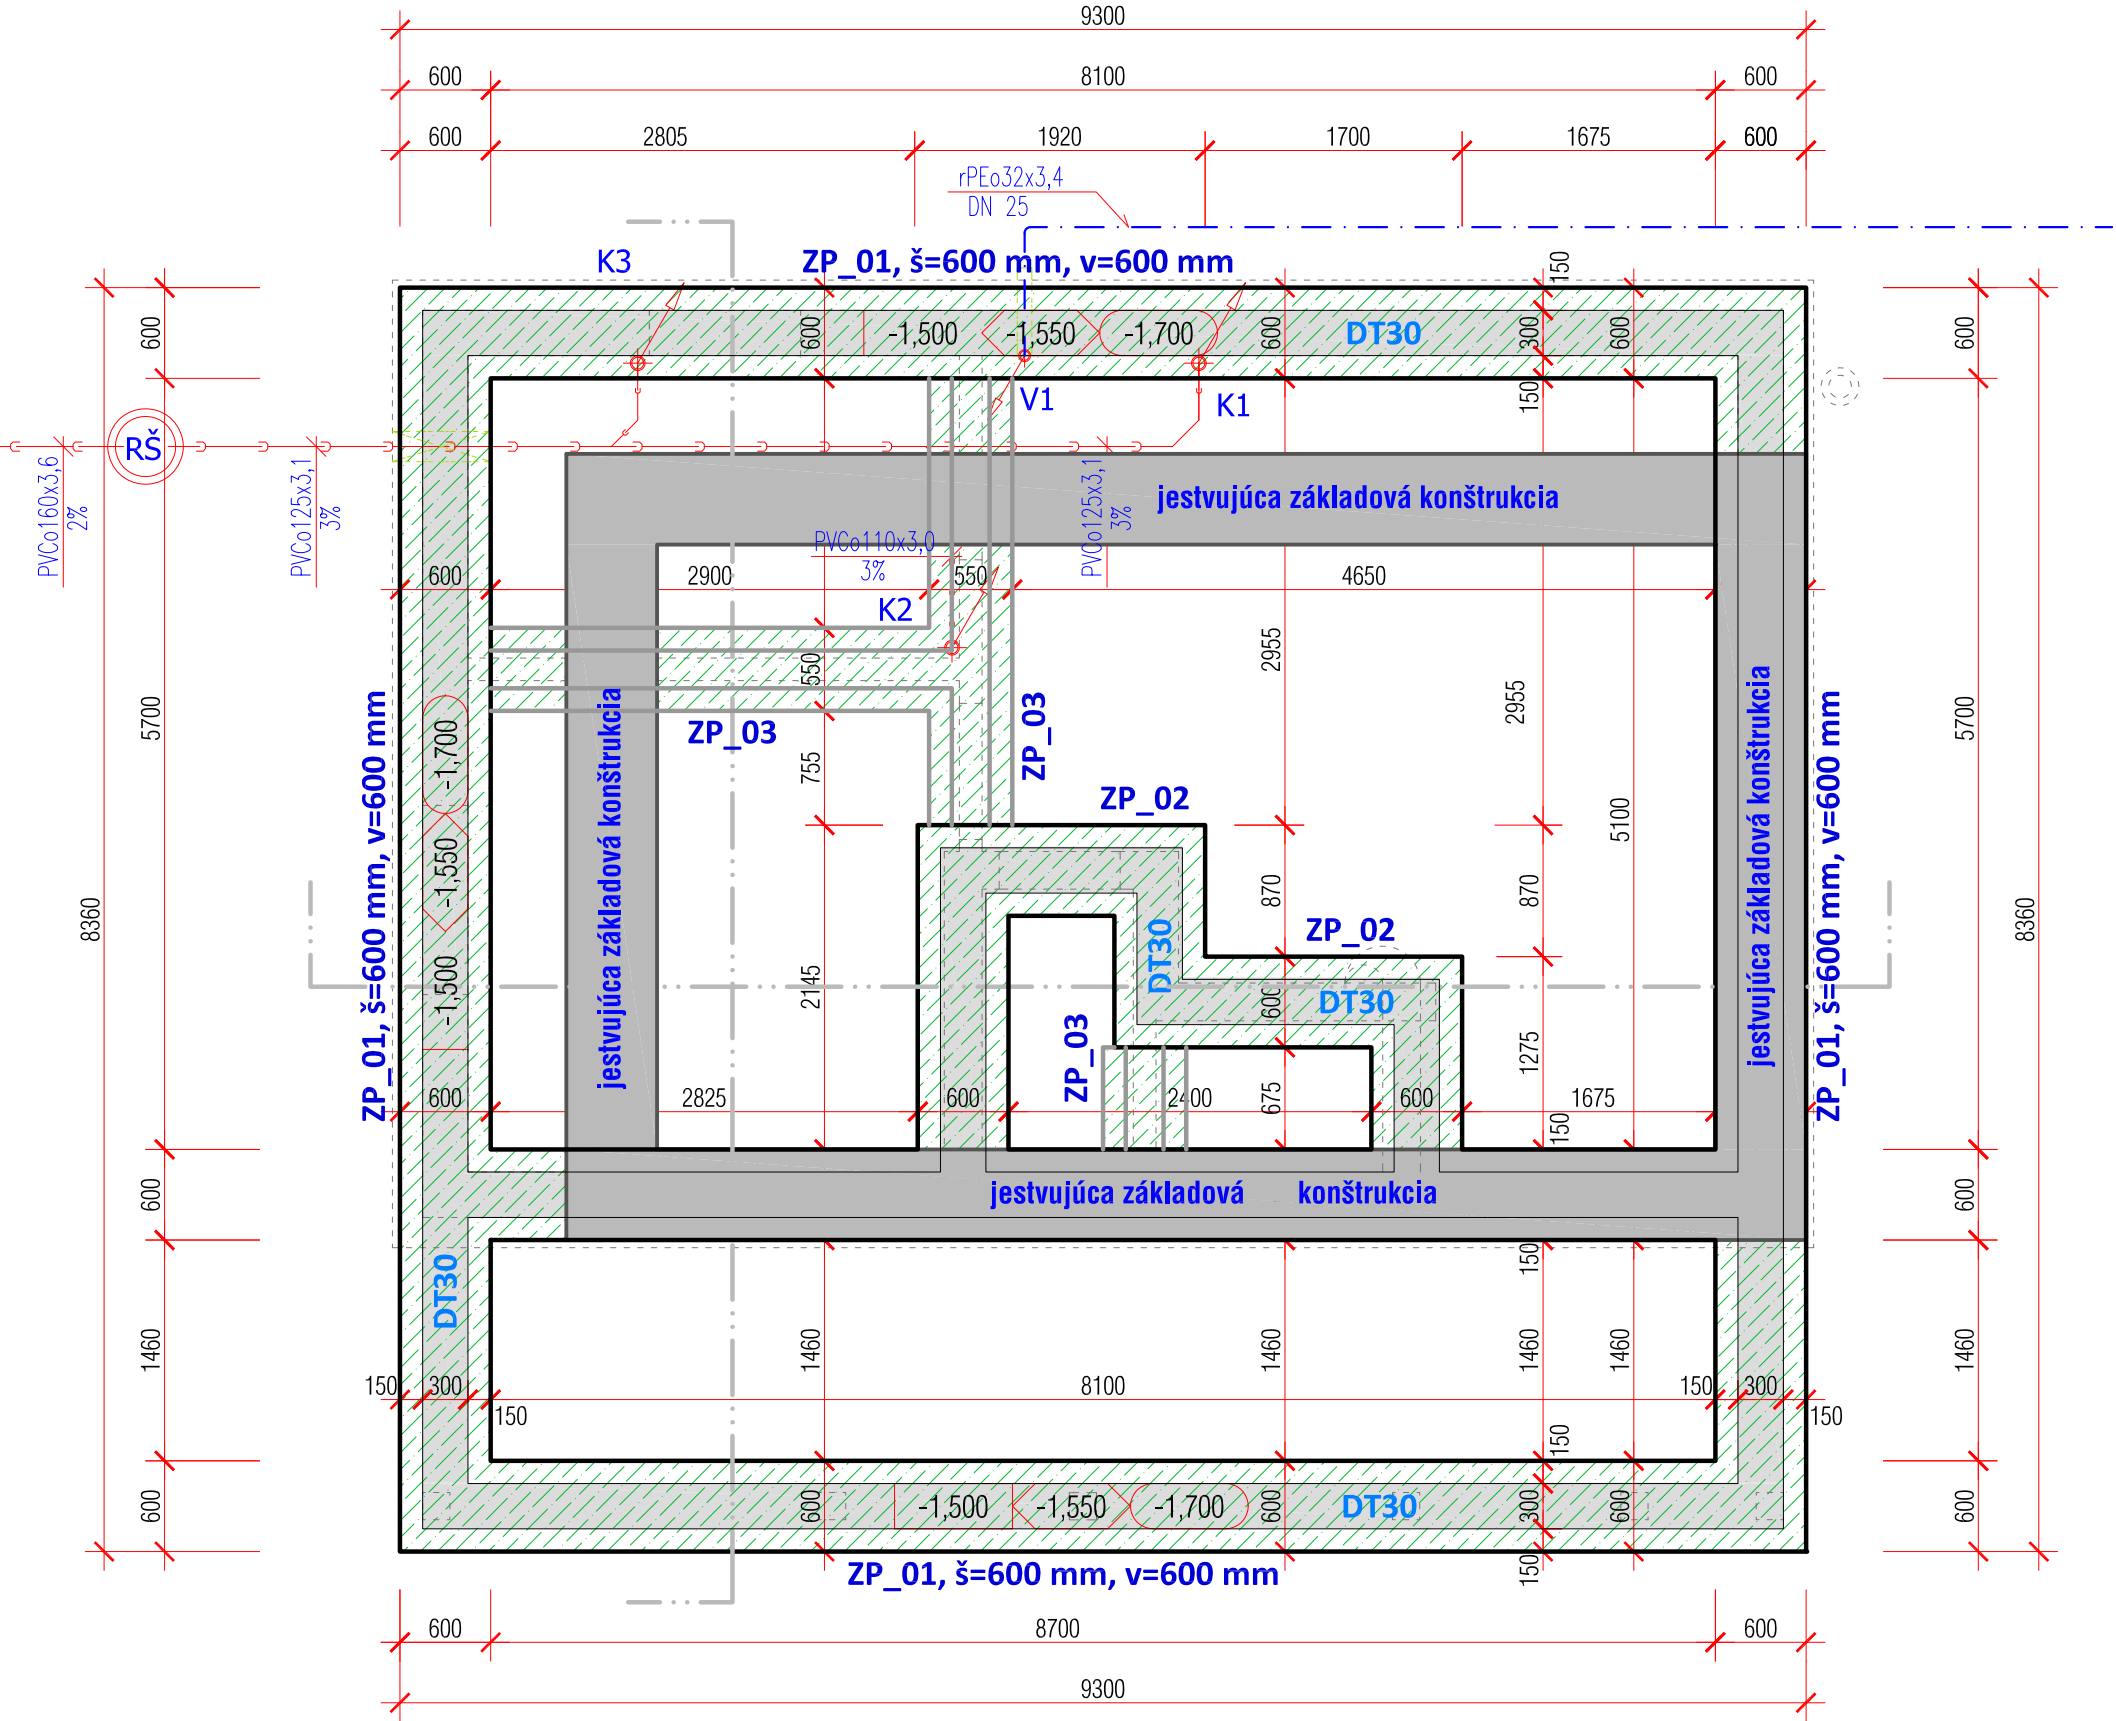 9300
600 8100 600
600 2805 1920 1700 1675 600
rPEo32x3,4
DN 25
K3
ZP_01, š=600 mm, v=600 mm
150
600 600 -1,500 -1,550 -1,700 600 DT30 300 600 600
V1 K1
150
RŠ
PVCo160x3,6
2%
PVCo125x3,1
3%
PVCo125x3,1
3%
jestvujúca základová konštrukcia
PVCo110x3,0
3%
600 2900 550 4650
K2
550
2955
2955
ZP_03
ZP_03
5700
5700
755
ZP_02
5100
-1,700
-1,550
-1,500
jestvujúca základová konštrukcia
jestvujúca základová konštrukcia
ZP_01, š=600 mm, v=600 mm
ZP_01, š=600 mm, v=600 mm
8360
8360
870
870
ZP_02
DT30
DT30
2145
600
ZP_03
1275
675
600 2825 600 2400 600 1675
150
600
jestvujúca základová konštrukcia
600
DT30
150
1460 1460 1460 1460 1460 1460
150 300 8100 150 300
150 150
150
600 600 -1,500 -1,550 -1,700 600 DT30 300 600 600
150
ZP_01, š=600 mm, v=600 mm
600 8700 600
9300